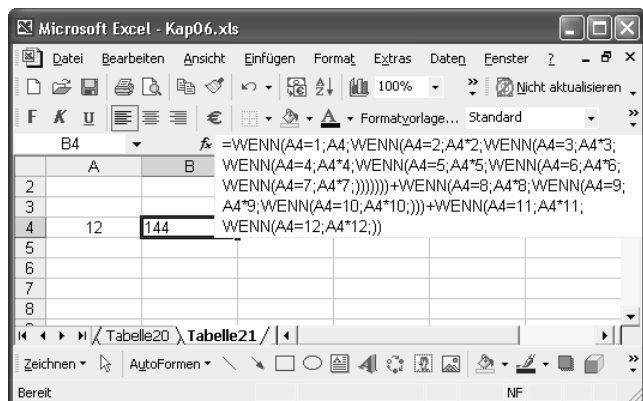 Microsoft Excel - Kap06.xls
Datei Bearbeiten Ansicht Einfügen Format Extras Daten Fenster ?
100% Nicht aktualisieren
F K U € A Formatvorlage... Standard
B4 fx =WENN(A4=1;A4;WENN(A4=2;A4*2;WENN(A4=3;A4*3;
WENN(A4=4;A4*4;WENN(A4=5;A4*5;WENN(A4=6;A4*6;
WENN(A4=7;A4*7;)))))))+WENN(A4=8;A4*8;WENN(A4=9;
A4*9;WENN(A4=10;A4*10;)))+WENN(A4=11;A4*11;
WENN(A4=12;A4*12;))
A B
2
3
4 12 144
5
6
7
8
Tabelle20 Tabelle21
Zeichnen AutoFormen
Bereit NF